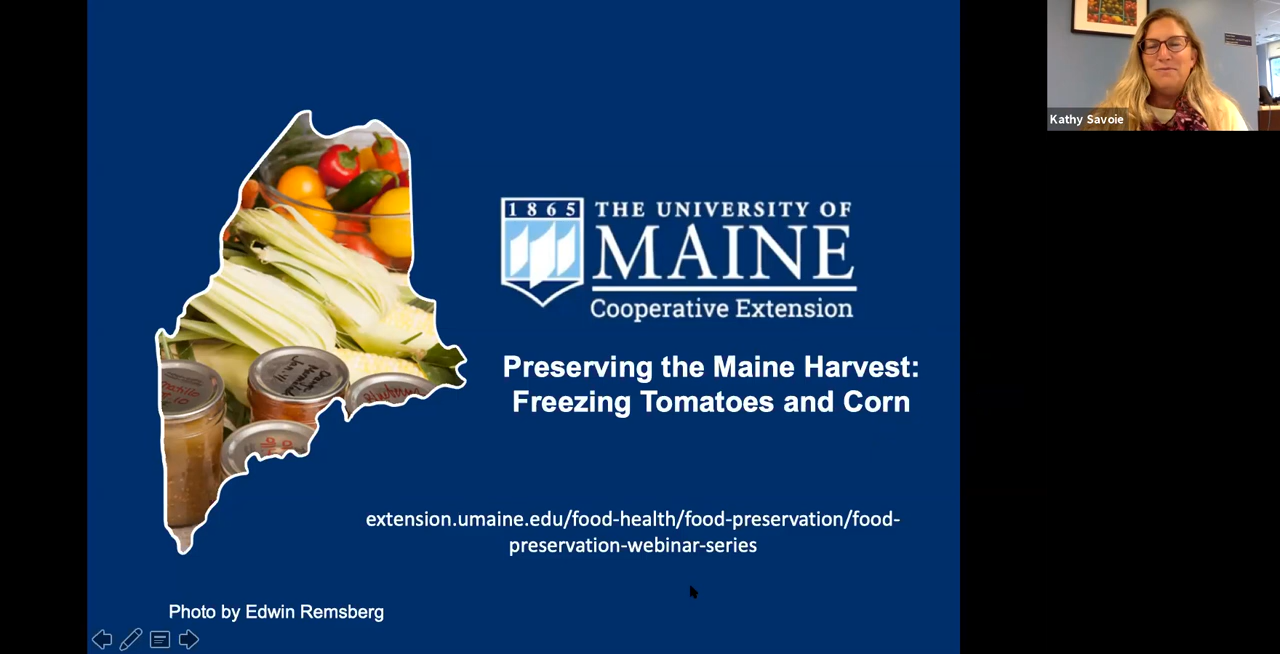 Kathy Savoie
1865
THE UNIVERSITY OF
MAINE
Cooperative Extension
Preserving the Maine Harvest:
Freezing Tomatoes and Corn
extension.umaine.edu/food-health/food-preservation/food-
preservation-webinar-series
Photo by Edwin Remsberg